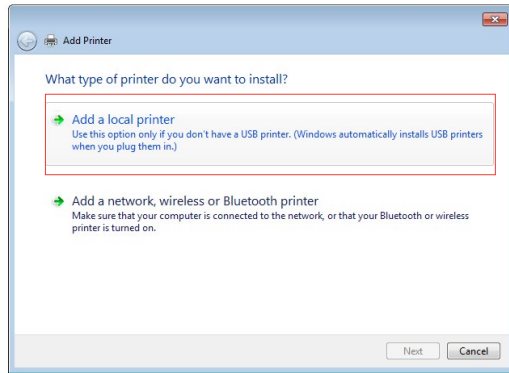 Add Printer
What type of printer do you want to install?
Add a local printer
Use this option only if you don't have a USB printer. (Windows automatically installs USB printers
when you plug them in.)
Add a network, wireless or Bluetooth printer
Make sure that your computer is connected to the network, or that your Bluetooth or wireless
printer is turned on.
Next
Cancel